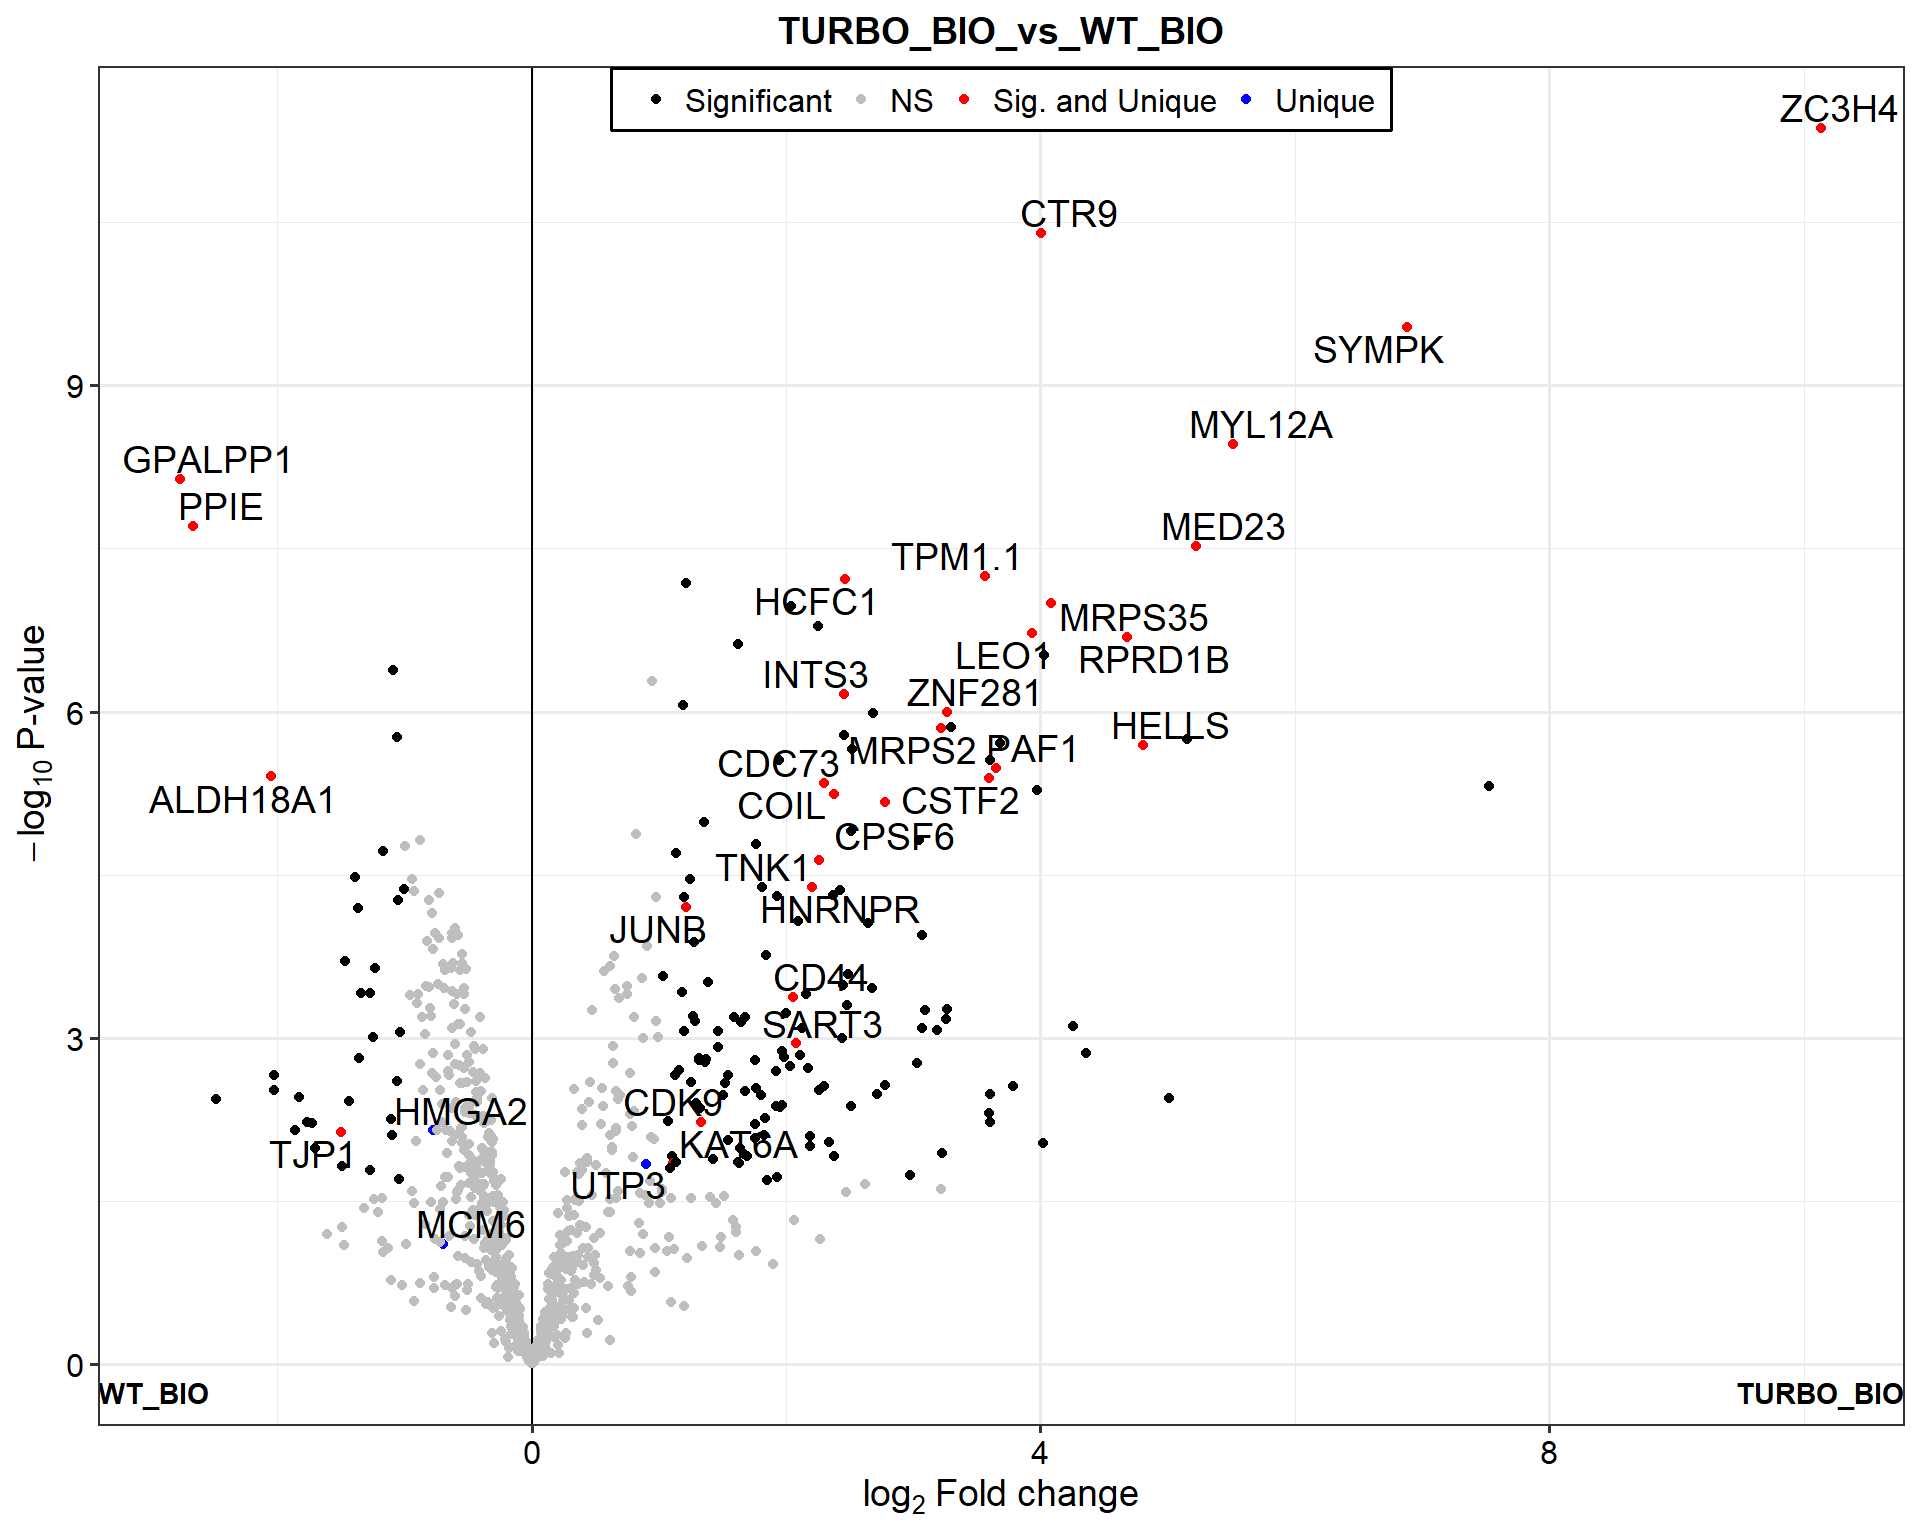 TURBO_BIO_vs_WT_BIO
Significant NS Sig. and Unique Unique
ZC3H4
CTR9
SYMPK
9
MYL12A
GPALPP1
PPIE
MED23
TPM1.1
HCFC1
MRPS35
LEO1
RPRD1B
INTS3
ZNF281
6
HELLS
MRPS2
PAF1
CDC73
ALDH18A1
COIL
CSTF2
CPSF6
TNK1
HNRNPR
JUNB
CD44
SART3
3
CDK9
HMGA2
KAT6A
TJP1
UTP3
MCM6
0
WT_BIO
TURBO_BIO
0 4 8
log2 Fold change
−log10 P-value